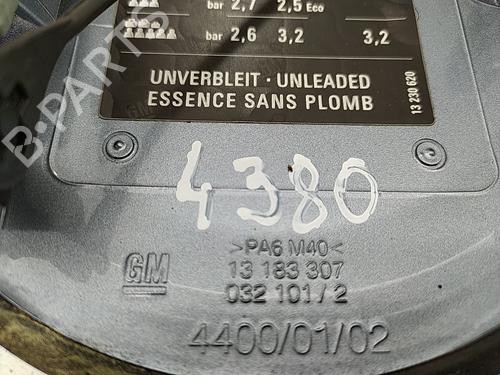 bar 2,7 2,5 Eco
bar 2,6 3,2 3,2
UNVERBLEIT · UNLEADED
ESSENCE SANS PLOMB
13 230 620
B-PARTS
4380
>PA6 M40<
GM 13 183 307
032 101/2
4400/01/02